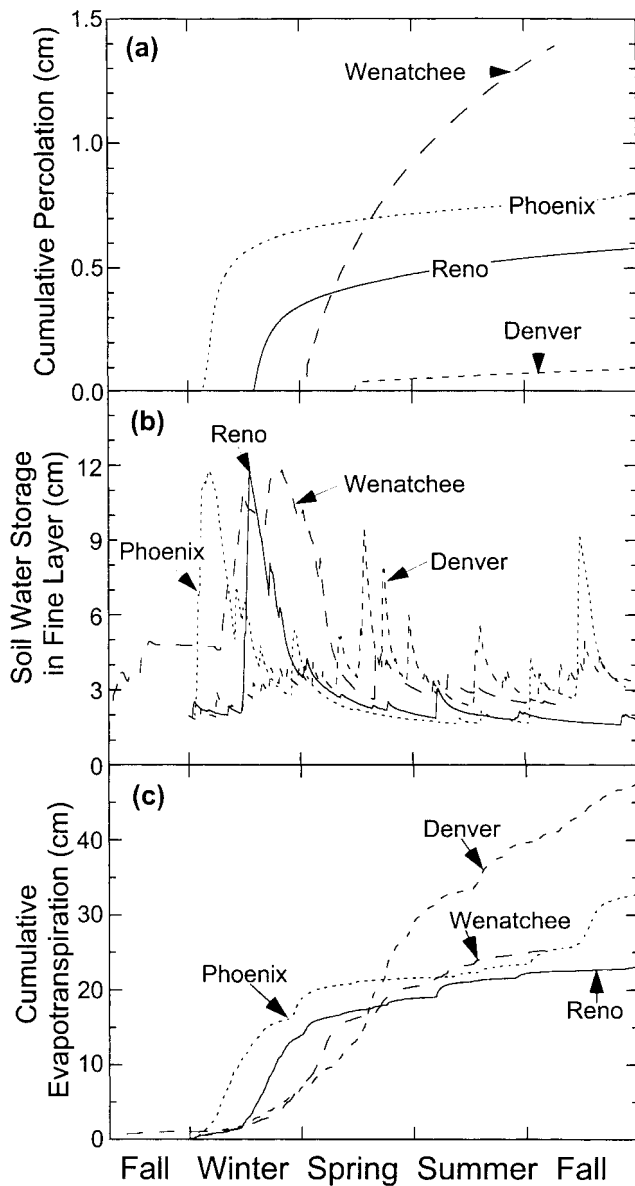 (a)
Cumulative Percolation (cm)
1.5
1.0
0.5
0.0
Wenatchee
Phoenix
Reno
Denver
(b)
Soil Water Storage
in Fine Layer (cm)
12
9
6
3
0
Reno
Wenatchee
Phoenix
Denver
(c)
Cumulative
Evapotranspiration (cm)
40
30
20
10
0
Denver
Wenatchee
Phoenix
Reno
Fall Winter Spring Summer Fall